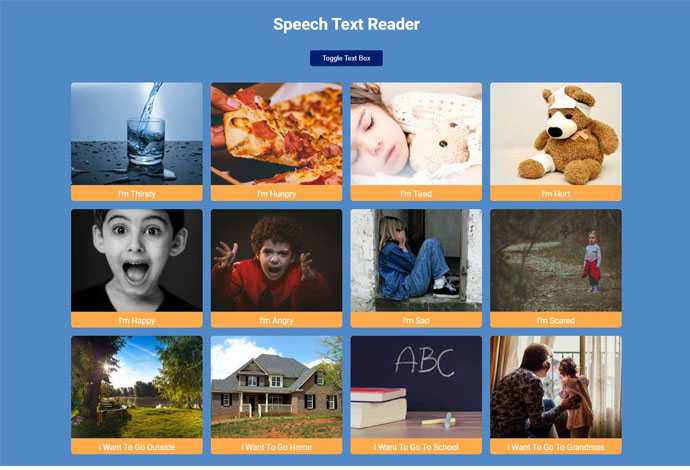 Speech Text Reader
Toggle Text Box
I'm Thirsty
I'm Hungry
I'm Tired
I'm Hurt
I'm Happy
I'm Angry
I'm Sad
I'm Scared
ABC
I Want To Go Outside
I Want To Go Home
I Want To Go To School
I Want To Go To Grandmas